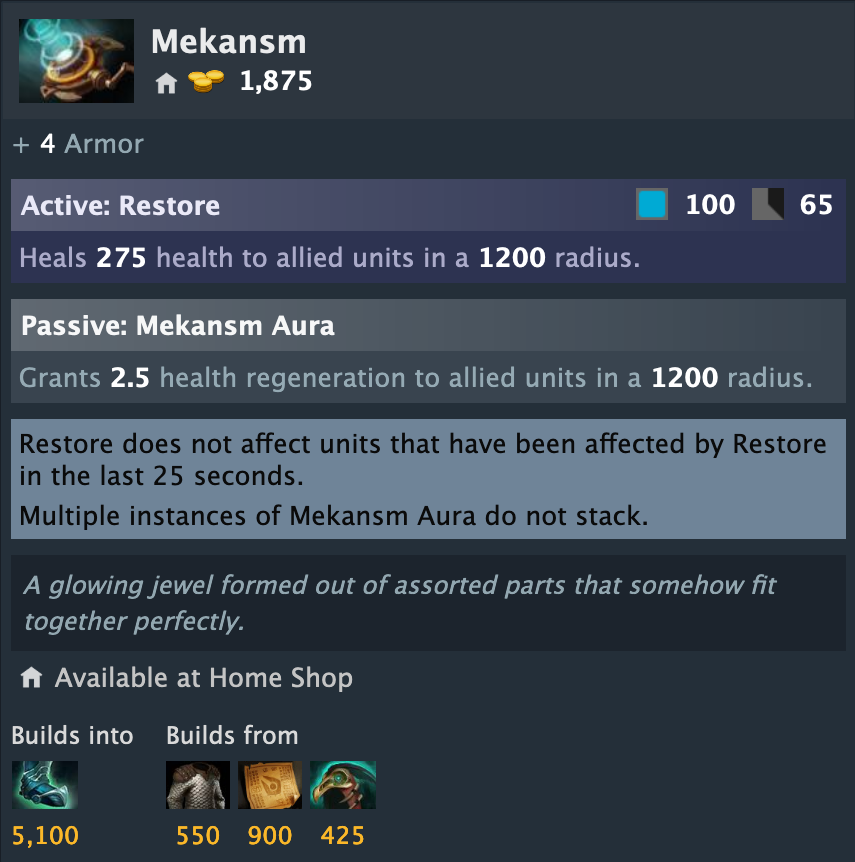 Mekansm
1,875
+ 4 Armor
Active: Restore 100 65
Heals 275 health to allied units in a 1200 radius.
Passive: Mekansm Aura
Grants 2.5 health regeneration to allied units in a 1200 radius.
Restore does not affect units that have been affected by Restore
in the last 25 seconds.
Multiple instances of Mekansm Aura do not stack.
A glowing jewel formed out of assorted parts that somehow fit
together perfectly.
Available at Home Shop
Builds into Builds from
5,100 550 900 425